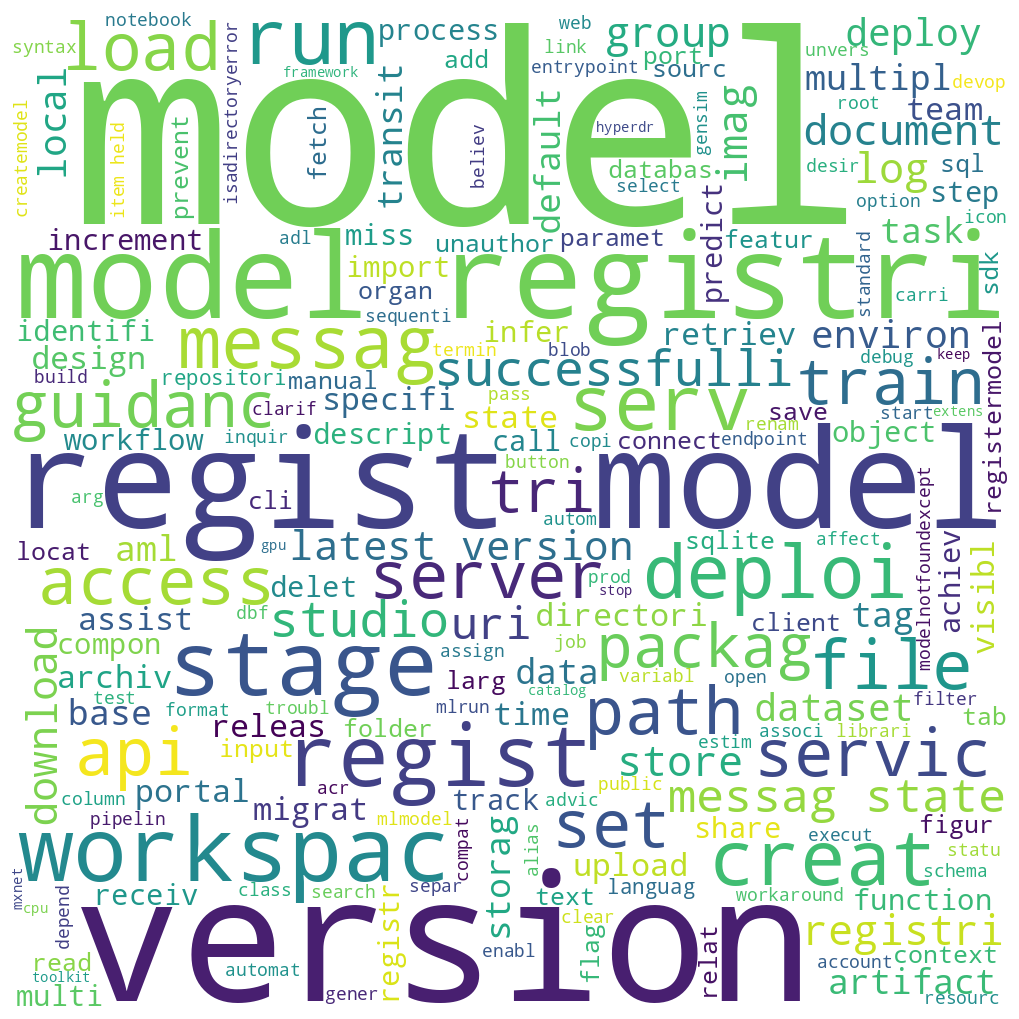 notebook
web
syntax
load
run
process
group
deploy
add
link
port
unvers
framework
entrypoint
sourc
multipl
devop
local
model
transit
default
imag
root
team
hyperdr
gensim
document
isadirectoryerror
fetch
believ
databas
desir
log
sql
createmodel
item held
prevent
select
option
step
icon
increment
adl
miss
unauthor
paramet
featur
task
model registri
import
predict
standard
sdk
organ
carri
sequenti
identifi
messag
infer
retriev
environ
design
termin
blob
debug
keep
build
repositori
manual
successfulli
train
registermodel
guidanc
clarif
specifi
pass
serv
save
start
extens
state
renam
workflow
inquir
descript
call
copi
connect
endpoint
object
regist model
button
arg
cli
tri
autom
modelnotfoundexcept
locat
aml
gpu
latest version
sqlite
affect
achiev
visibl
access
delet
server
prod
stop
deploi
assist
dbf
studio
uri
directori
client
tag
download
compon
stage
assign
job
packag
file
archiv
test
larg
data
variabl
open
catalog
path
base
format
troubl
mlrun
dataset
filter
tab
releas
folder
time
associ
librari
api
input
regist
estim
store
servic
column
portal
acr
track
advic
public
messag state
pipelin
migrat
mlmodel
compat
storag
alias
set
share
execut
figur
workspac
creat
statu
upload
schema
mxnet
receiv
class
search
separ
text
languag
workaround
function
cpu
depend
version
registr
clear
flag
relat
registri
read
enabl
context
toolkit
automat
account
multi
gener
artifact
resourc